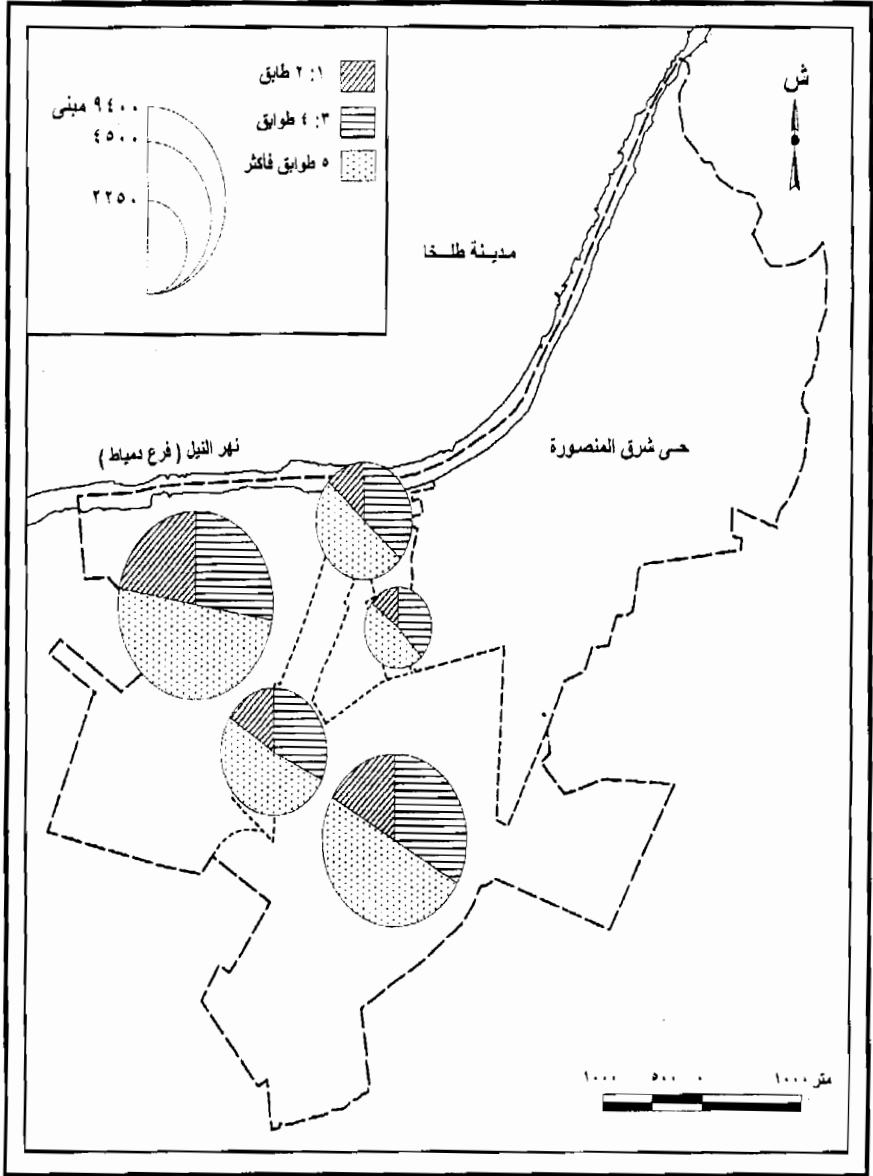 ١: ٢ طابق
٣: ٤ طوابق
٥ طوابق فأكثر
٩٤٠٠ مبنى
٤٥٠٠
٢٢٥٠
ش
مدينة طلخا
حى شرق المنصورة
نهر النيل ( فرع دمياط )
١٠٠٠ ٥٠٠ ٠ ١٠٠٠ متر